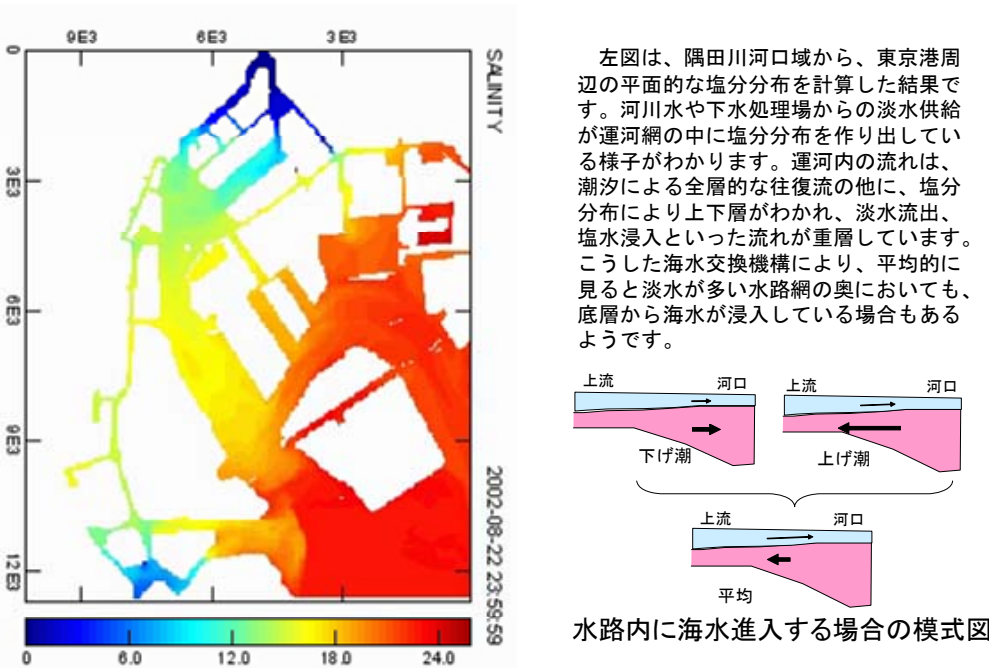 9E3 6E3 3E3
0
3E3
6E3
9E3
12E3
SALINITY
2002-08-22 23:59:59
0 6.0 12.0 18.0 24.0
左図は、隅田川河口域から、東京港周
辺の平面的な塩分分布を計算した結果で
す。河川水や下水処理場からの淡水供給
が運河網の中に塩分分布を作り出してい
る様子がわかります。運河内の流れは、
潮汐による全層的な往復流の他に、塩分
分布により上下層がわかれ、淡水流出、
塩水浸入といった流れが重層しています。
こうした海水交換機構により、平均的に
見ると淡水が多い水路網の奥においても、
底層から海水が浸入している場合もある
ようです。
上流 河口
下げ潮
上流 河口
上げ潮
上流 河口
平均
水路内に海水進入する場合の模式図